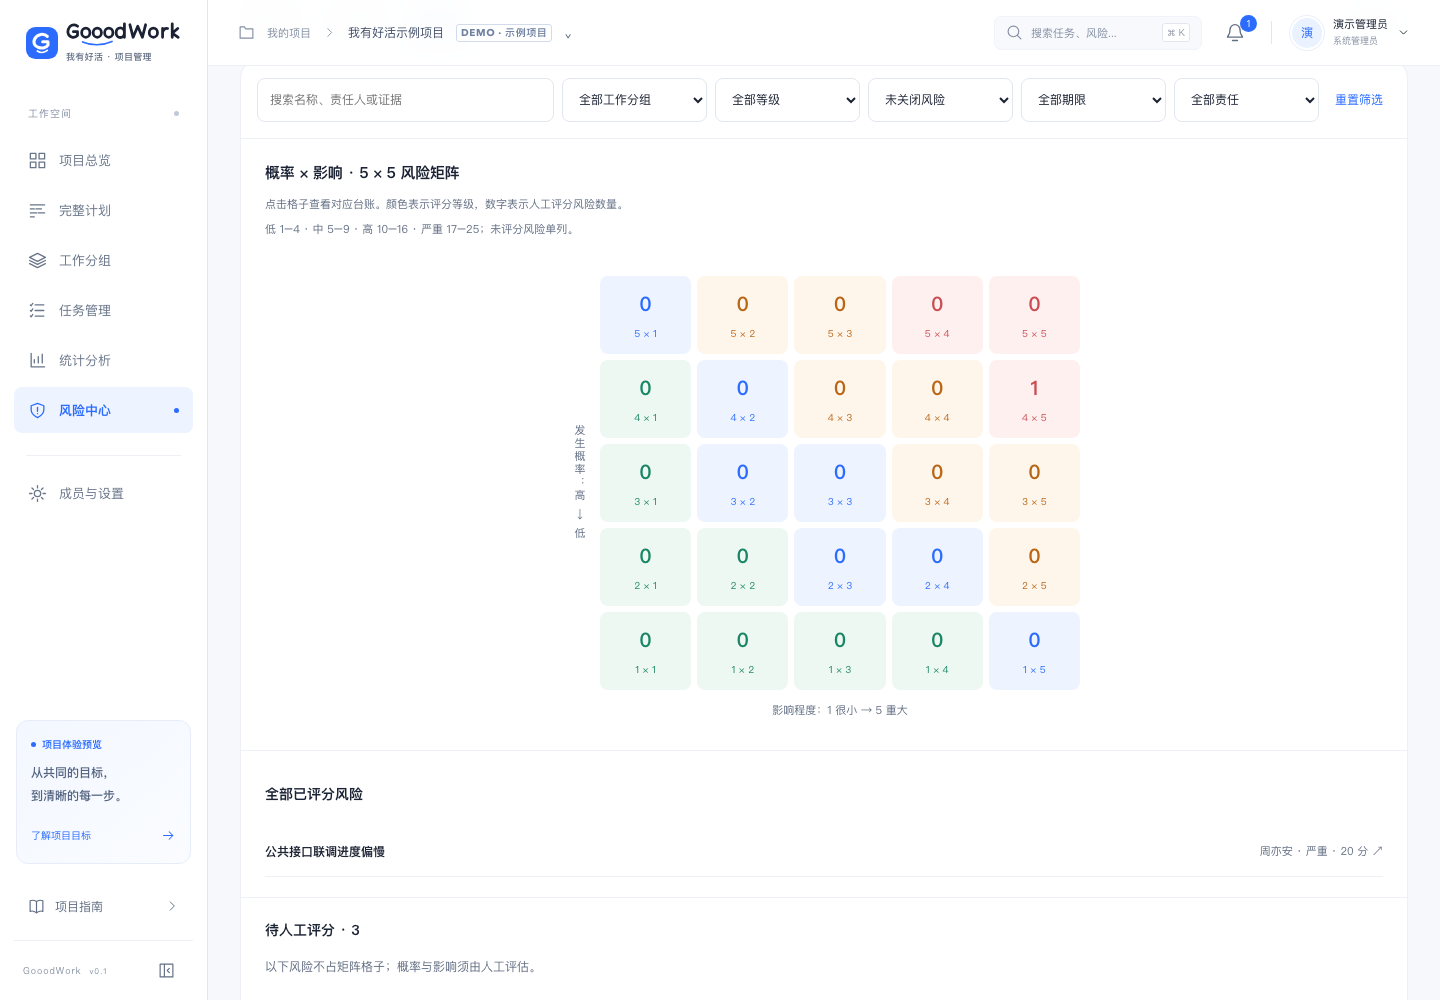 GooodWork
我有好活 · 项目管理
我的项目
我有好活示例项目
DEMO · 示例项目
搜索任务、风险...
⌘ K
1
演
演示管理员
系统管理员
工作空间
项目总览
完整计划
工作分组
任务管理
统计分析
风险中心
成员与设置
项目体验预览
从共同的目标，
到清晰的每一步。
了解项目目标
项目指南
GooodWork v0.1
搜索名称、责任人或证据
全部工作分组
全部等级
未关闭风险
全部期限
全部责任
重置筛选
概率 × 影响 · 5 × 5 风险矩阵
点击格子查看对应台账。颜色表示评分等级，数字表示人工评分风险数量。
低 1—4 · 中 5—9 · 高 10—16 · 严重 17—25；未评分风险单列。
发生概率：高 ↓ 低
0 0 0 0 0
5 × 1 5 × 2 5 × 3 5 × 4 5 × 5
0 0 0 0 1
4 × 1 4 × 2 4 × 3 4 × 4 4 × 5
0 0 0 0 0
3 × 1 3 × 2 3 × 3 3 × 4 3 × 5
0 0 0 0 0
2 × 1 2 × 2 2 × 3 2 × 4 2 × 5
0 0 0 0 0
1 × 1 1 × 2 1 × 3 1 × 4 1 × 5
影响程度：1 很小 → 5 重大
全部已评分风险
公共接口联调进度偏慢
周亦安 · 严重 · 20 分 ↗
待人工评分 · 3
以下风险不占矩阵格子；概率与影响须由人工评估。